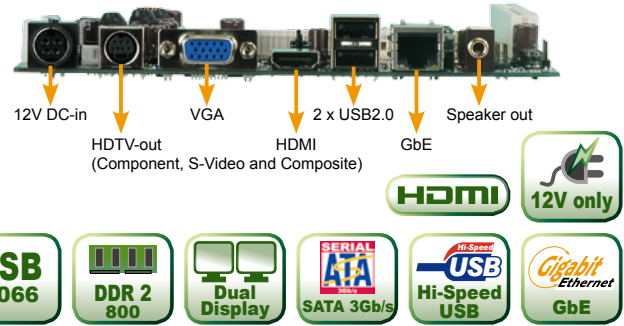 12V DC-in
VGA
2 x USB2.0
Speaker out
HDTV-out
(Component, S-Video and Composite)
HDMI
GbE
HDMI
12V only
SB
066
DDR 2
800
Dual
Display
SERIAL
ATA
3Gb/s
SATA 3Gb/s
Hi-Speed
USB
Hi-Speed
USB
Gigabit
Ethernet
GbE